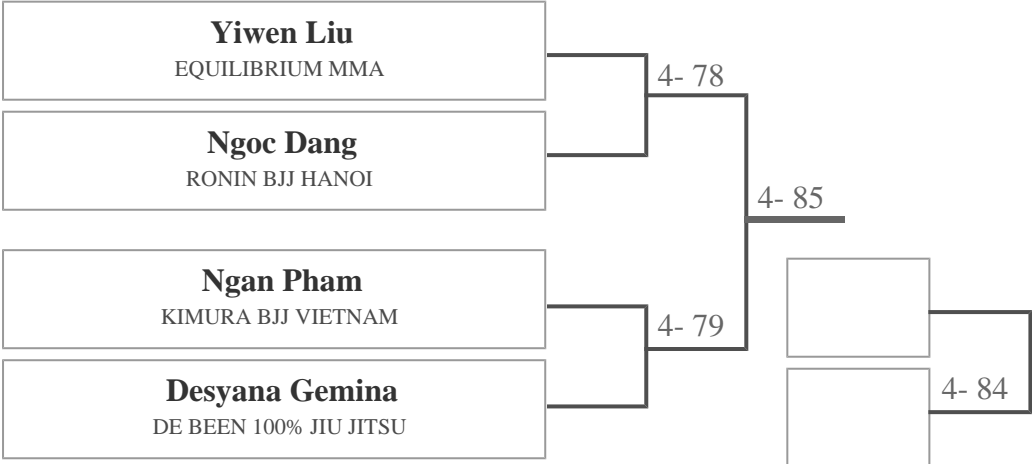 Yiwen Liu
EQUILIBRIUM MMA
4- 78
Ngoc Dang
RONIN BJJ HANOI
4- 85
Ngan Pham
KIMURA BJJ VIETNAM
4- 79
Desyana Gemina
DE BEEN 100% JIU JITSU
4- 84